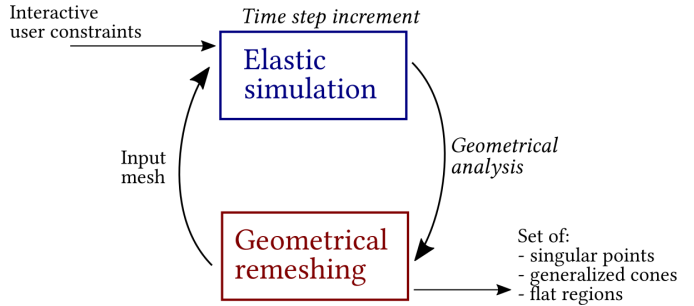 Interactive
user constraints
Time step increment
Elastic
simulation
Input
mesh
Geometrical
analysis
Geometrical
remeshing
Set of:
- singular points
- generalized cones
- flat regions